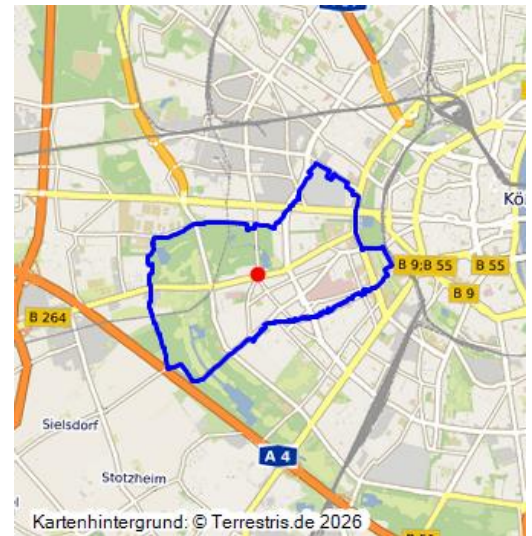 Kö
B 9;B 55
B 55
B 9
B 264
Sielsdorf
A 4
Stotzheim
Kartenhintergrund: © Terrestris.de 2026